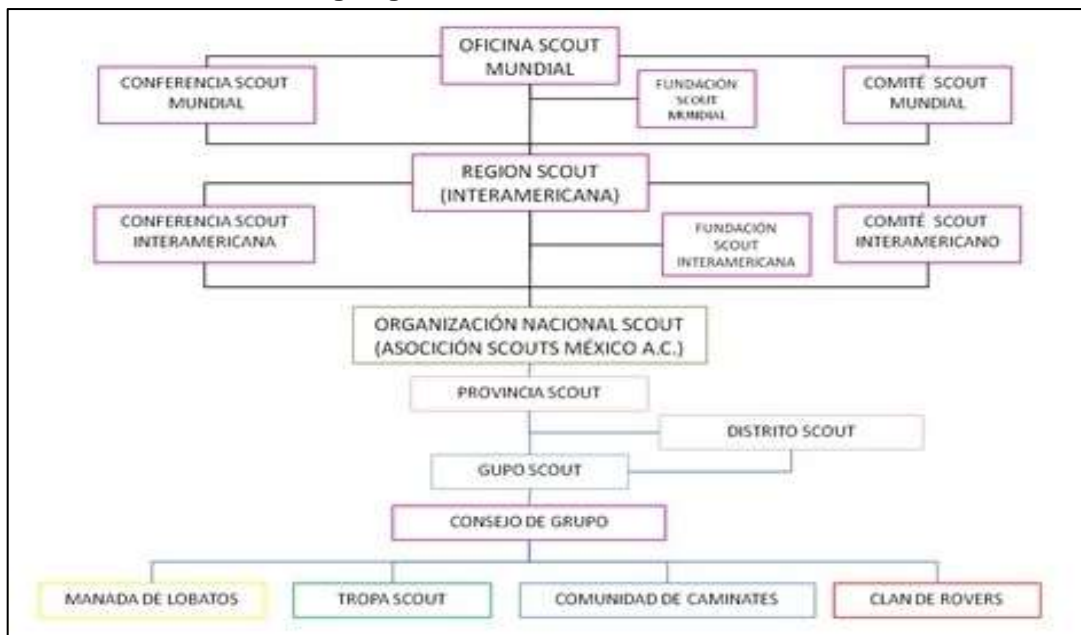 OFICINA SCOUT
MUNDIAL
CONFERENCIA SCOUT
MUNDIAL
FUNDACIÓN
SCOUT
MUNDIAL
COMITÉ SCOUT
MUNDIAL
REGION SCOUT
(INTERAMERICANA)
CONFERENCIA SCOUT
INTERAMERICANA
FUNDACIÓN
SCOUT
INTERAMERICANA
COMITÉ SCOUT
INTERAMERICANO
ORGANIZACIÓN NACIONAL SCOUT
(ASOCICIÓN SCOUTS MÉXICO A.C.)
PROVINCIA SCOUT
DISTRITO SCOUT
GUPO SCOUT
CONSEJO DE GRUPO
MANADA DE LOBATOS
TROPA SCOUT
COMUNIDAD DE CAMINATES
CLAN DE ROVERS